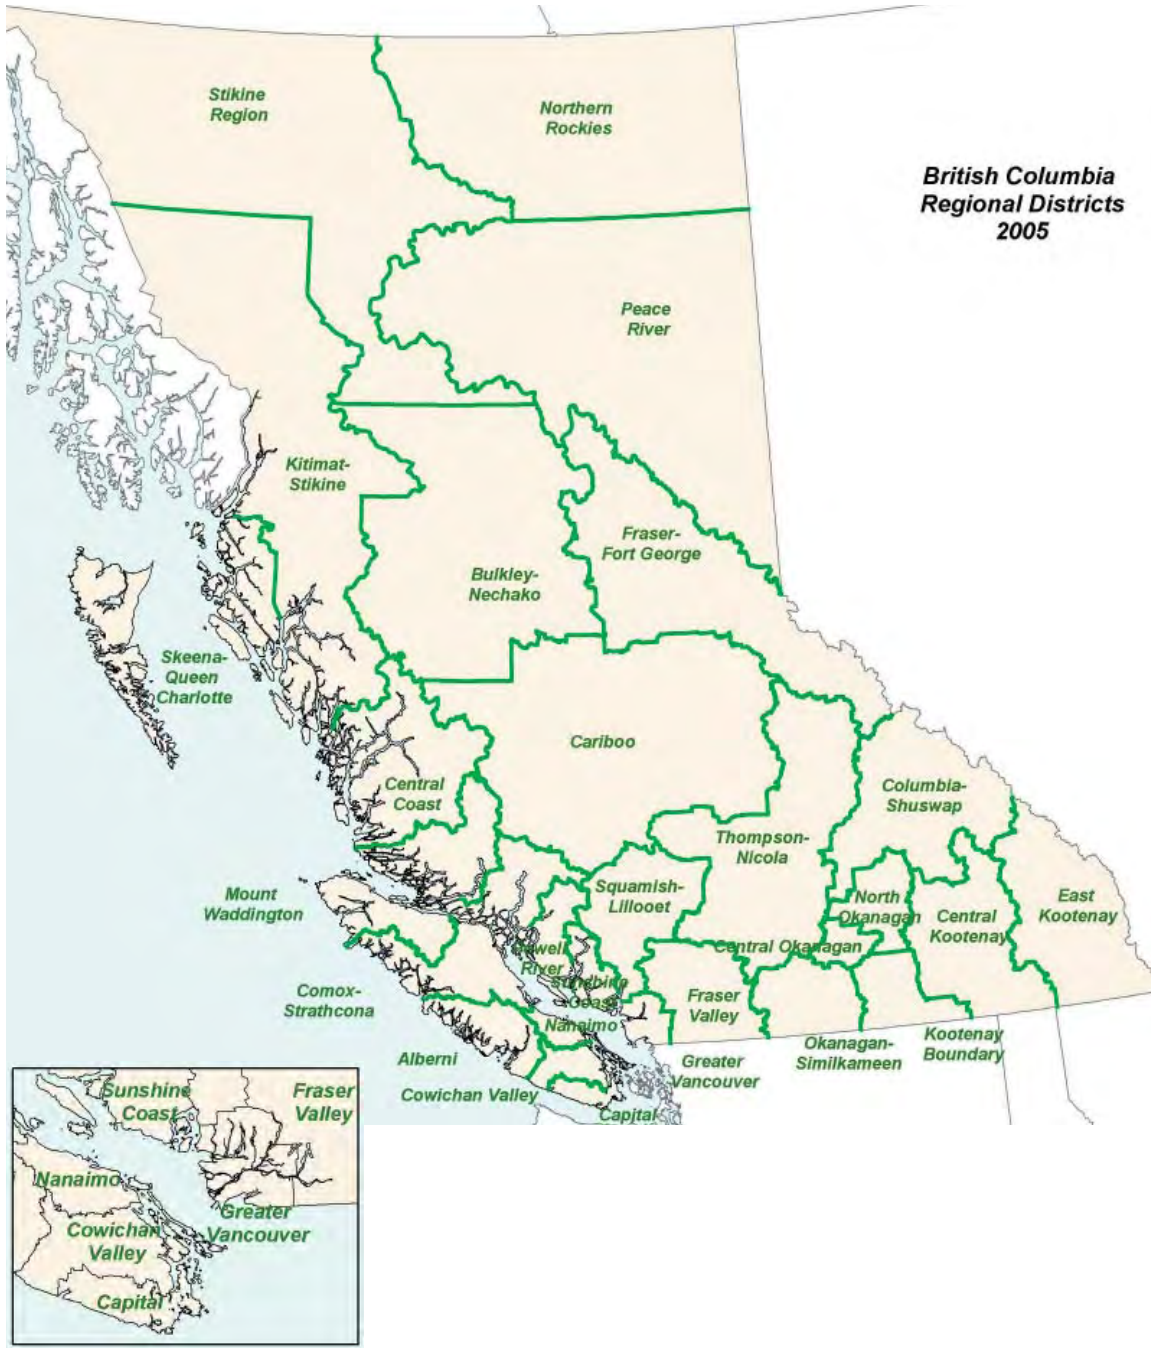 Stikine
Region
Northern
Rockies
British Columbia
Regional Districts
2005
Peace
River
Kitimat-
Stikine
Fraser-
Fort George
Bulkley-
Nechako
Skeena-
Queen
Charlotte
Cariboo
Central
Coast
Columbia-
Shuswap
Thompson-
Nicola
Mount
Waddington
Squamish-
Lillooet
North
Okanagan
Central
Kootenay
East
Kootenay
Powell
River
Central Okanagan
Comox-
Strathcona
Sunshine
Coast
Fraser
Valley
Nanaimo
Alberni
Greater
Vancouver
Okanagan-
Similkameen
Kootenay
Boundary
Cowichan Valley
Capital
Sunshine
Coast
Fraser
Valley
Nanaimo
Greater
Vancouver
Cowichan
Valley
Capital